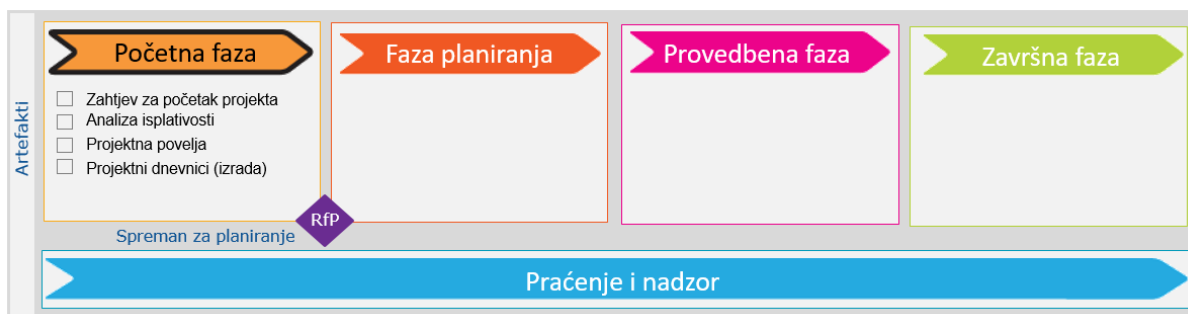 Artefakti
Početna faza
Zahtjev za početak projekta
Analiza isplativosti
Projektna povelja
Projektni dnevnici (izrada)
Faza planiranja
Provedbena faza
Završna faza
RfP
Spreman za planiranje
Praćenje i nadzor